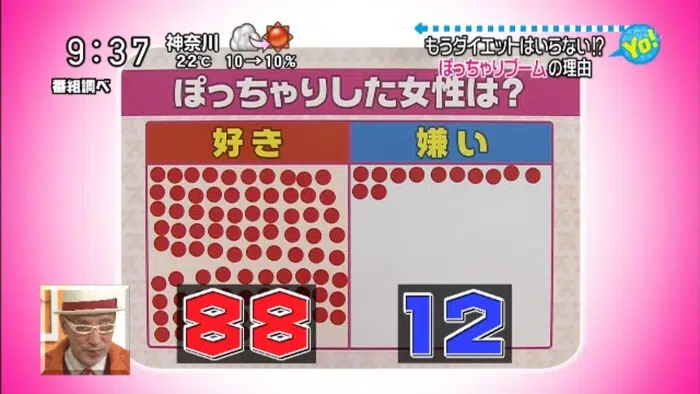 9:37
神奈川
22℃
10→10%
番組調べ
もうダイエットはいらない!?
ぽっちゃりブームの理由
Yo!
ぽっちゃりした女性は?
好き
嫌い
88
12